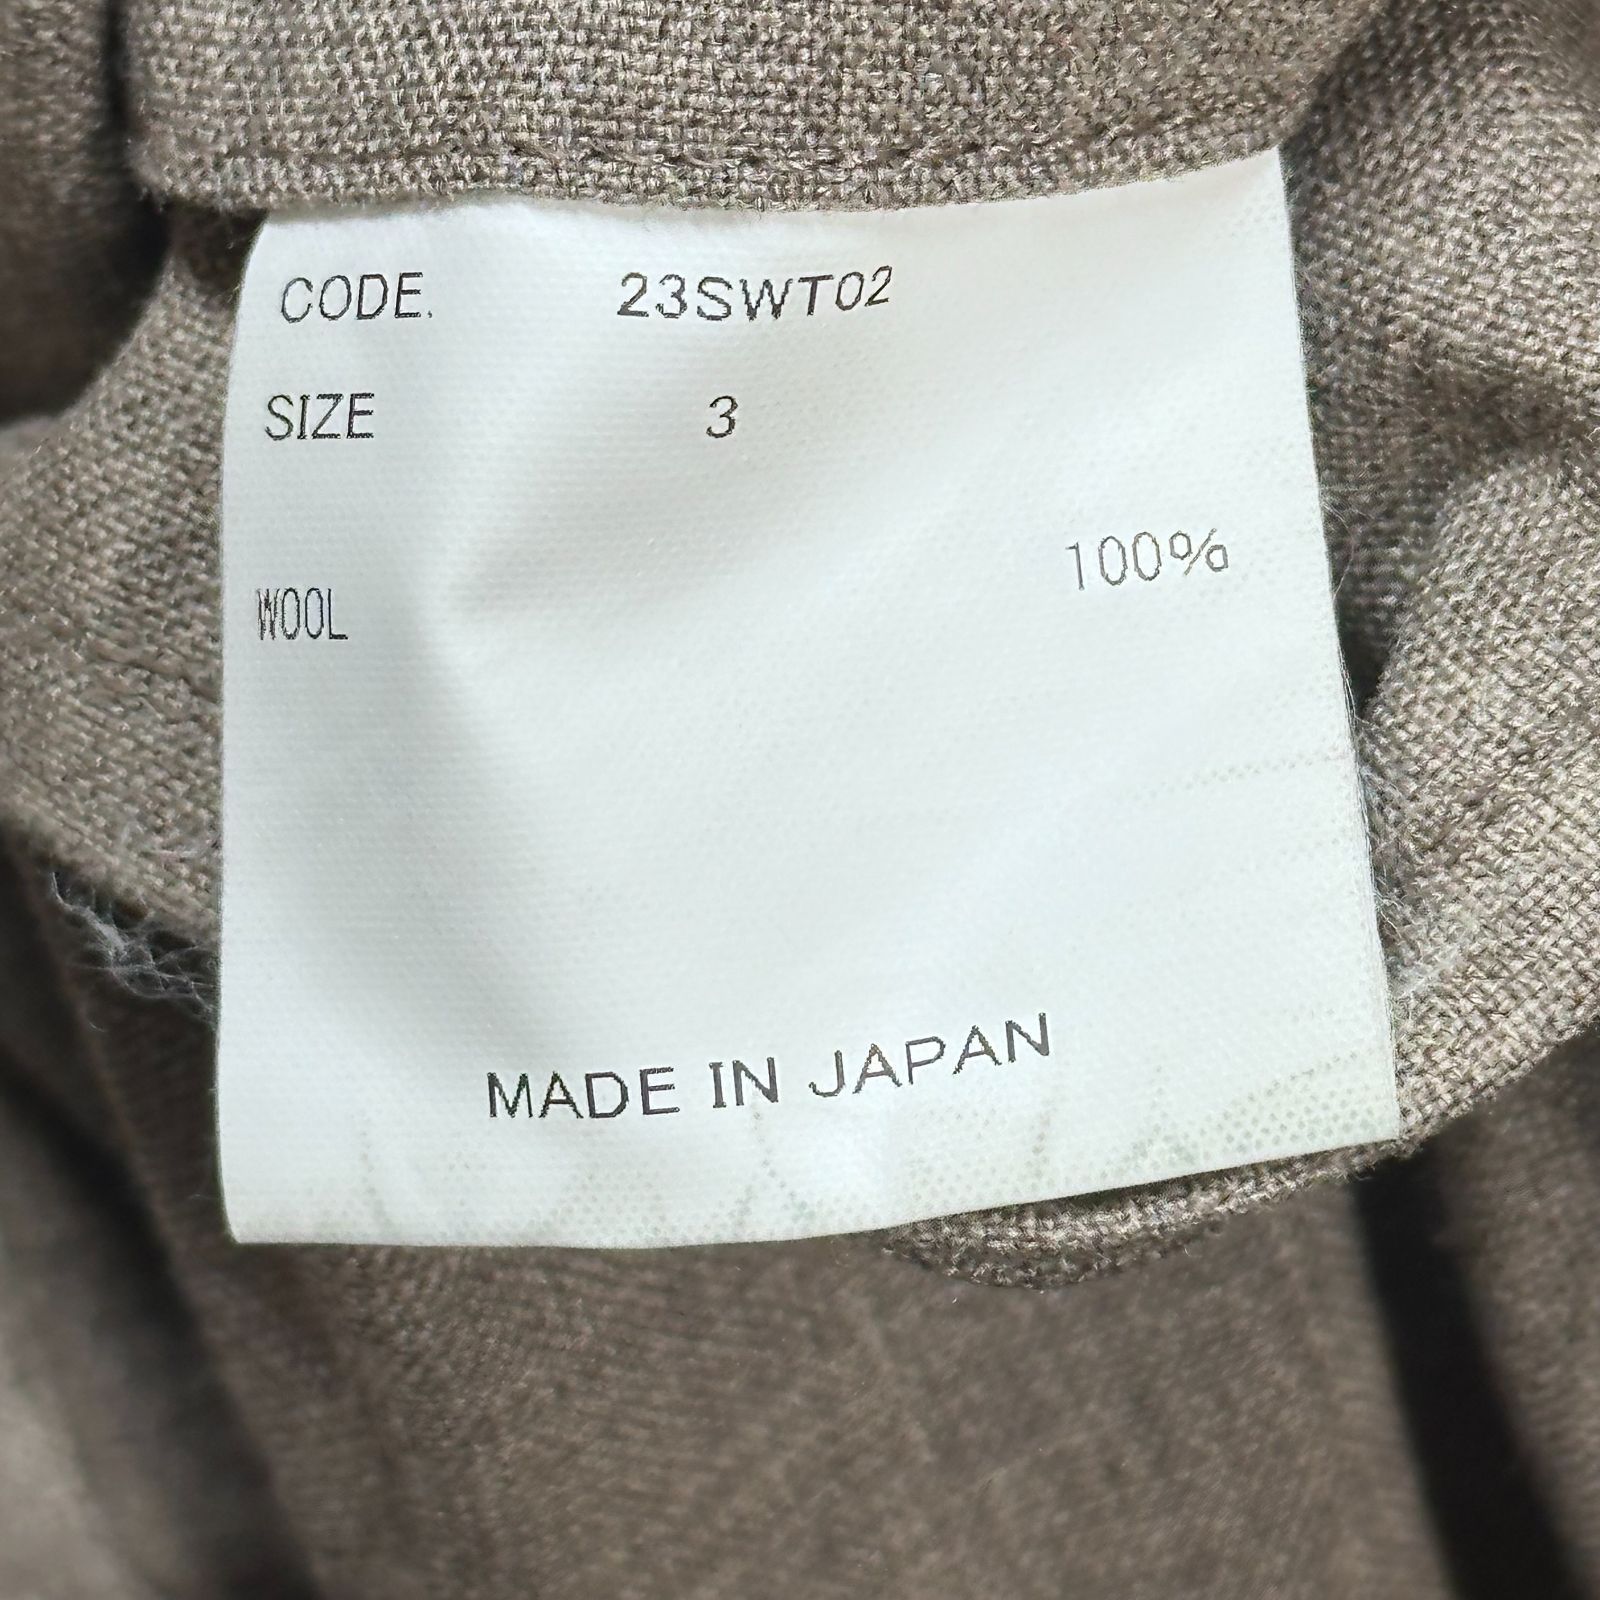 CODE. 23SWT02
SIZE 3
WOOL 100%
MADE IN JAPAN